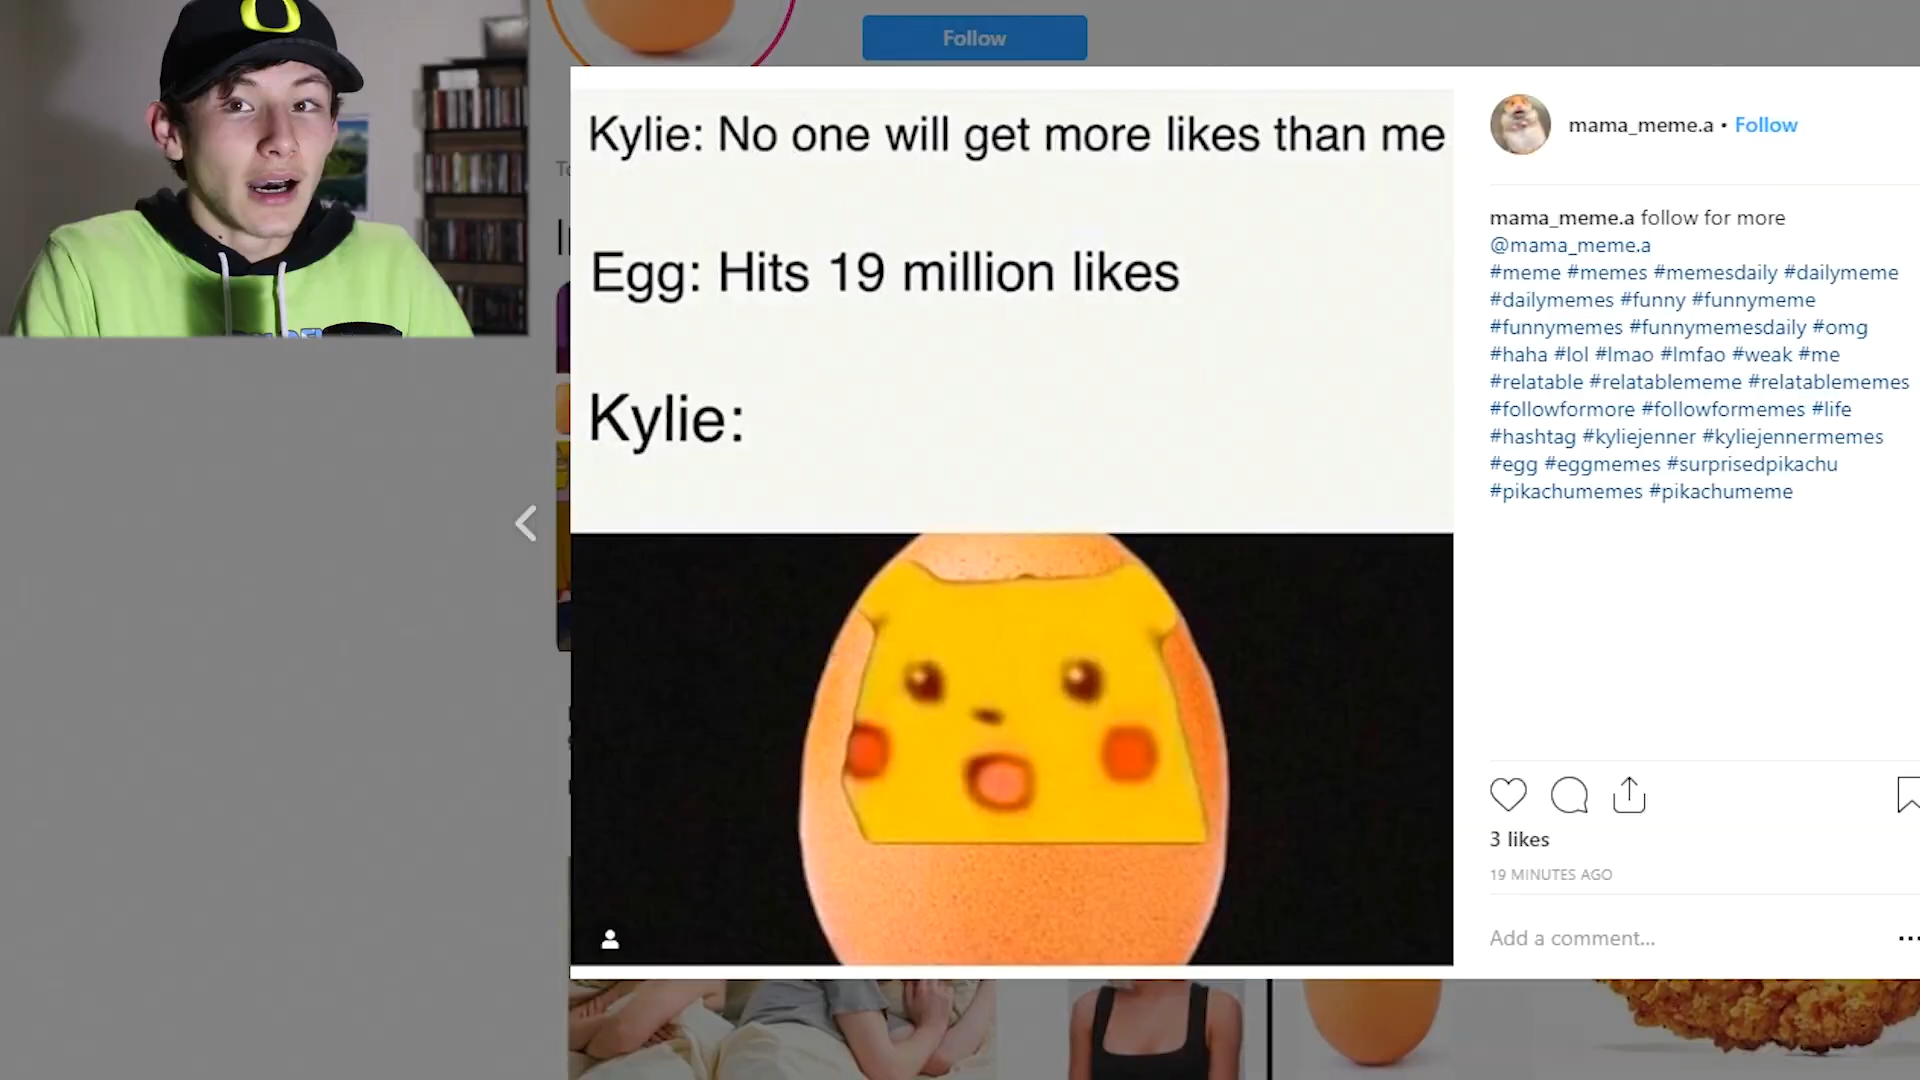 Follow
Kylie: No one will get more likes than me
Egg: Hits 19 million likes
Kylie:
mama_meme.a • Follow
mama_meme.a follow for more
@mama_meme.a
#meme #memes #memesdaily #dailymeme
#dailymemes #funny #funnymeme
#funnymemes #funnymemesdaily #omg
#haha #lol #lmao #lmfao #weak #me
#relatable #relatablememe #relatablememes
#followformore #followformemes #life
#hashtag #kyliejenner #kyliejennermemes
#egg #eggmemes #surprisedpikachu
#pikachumemes #pikachumeme
3 likes
19 MINUTES AGO
Add a comment...